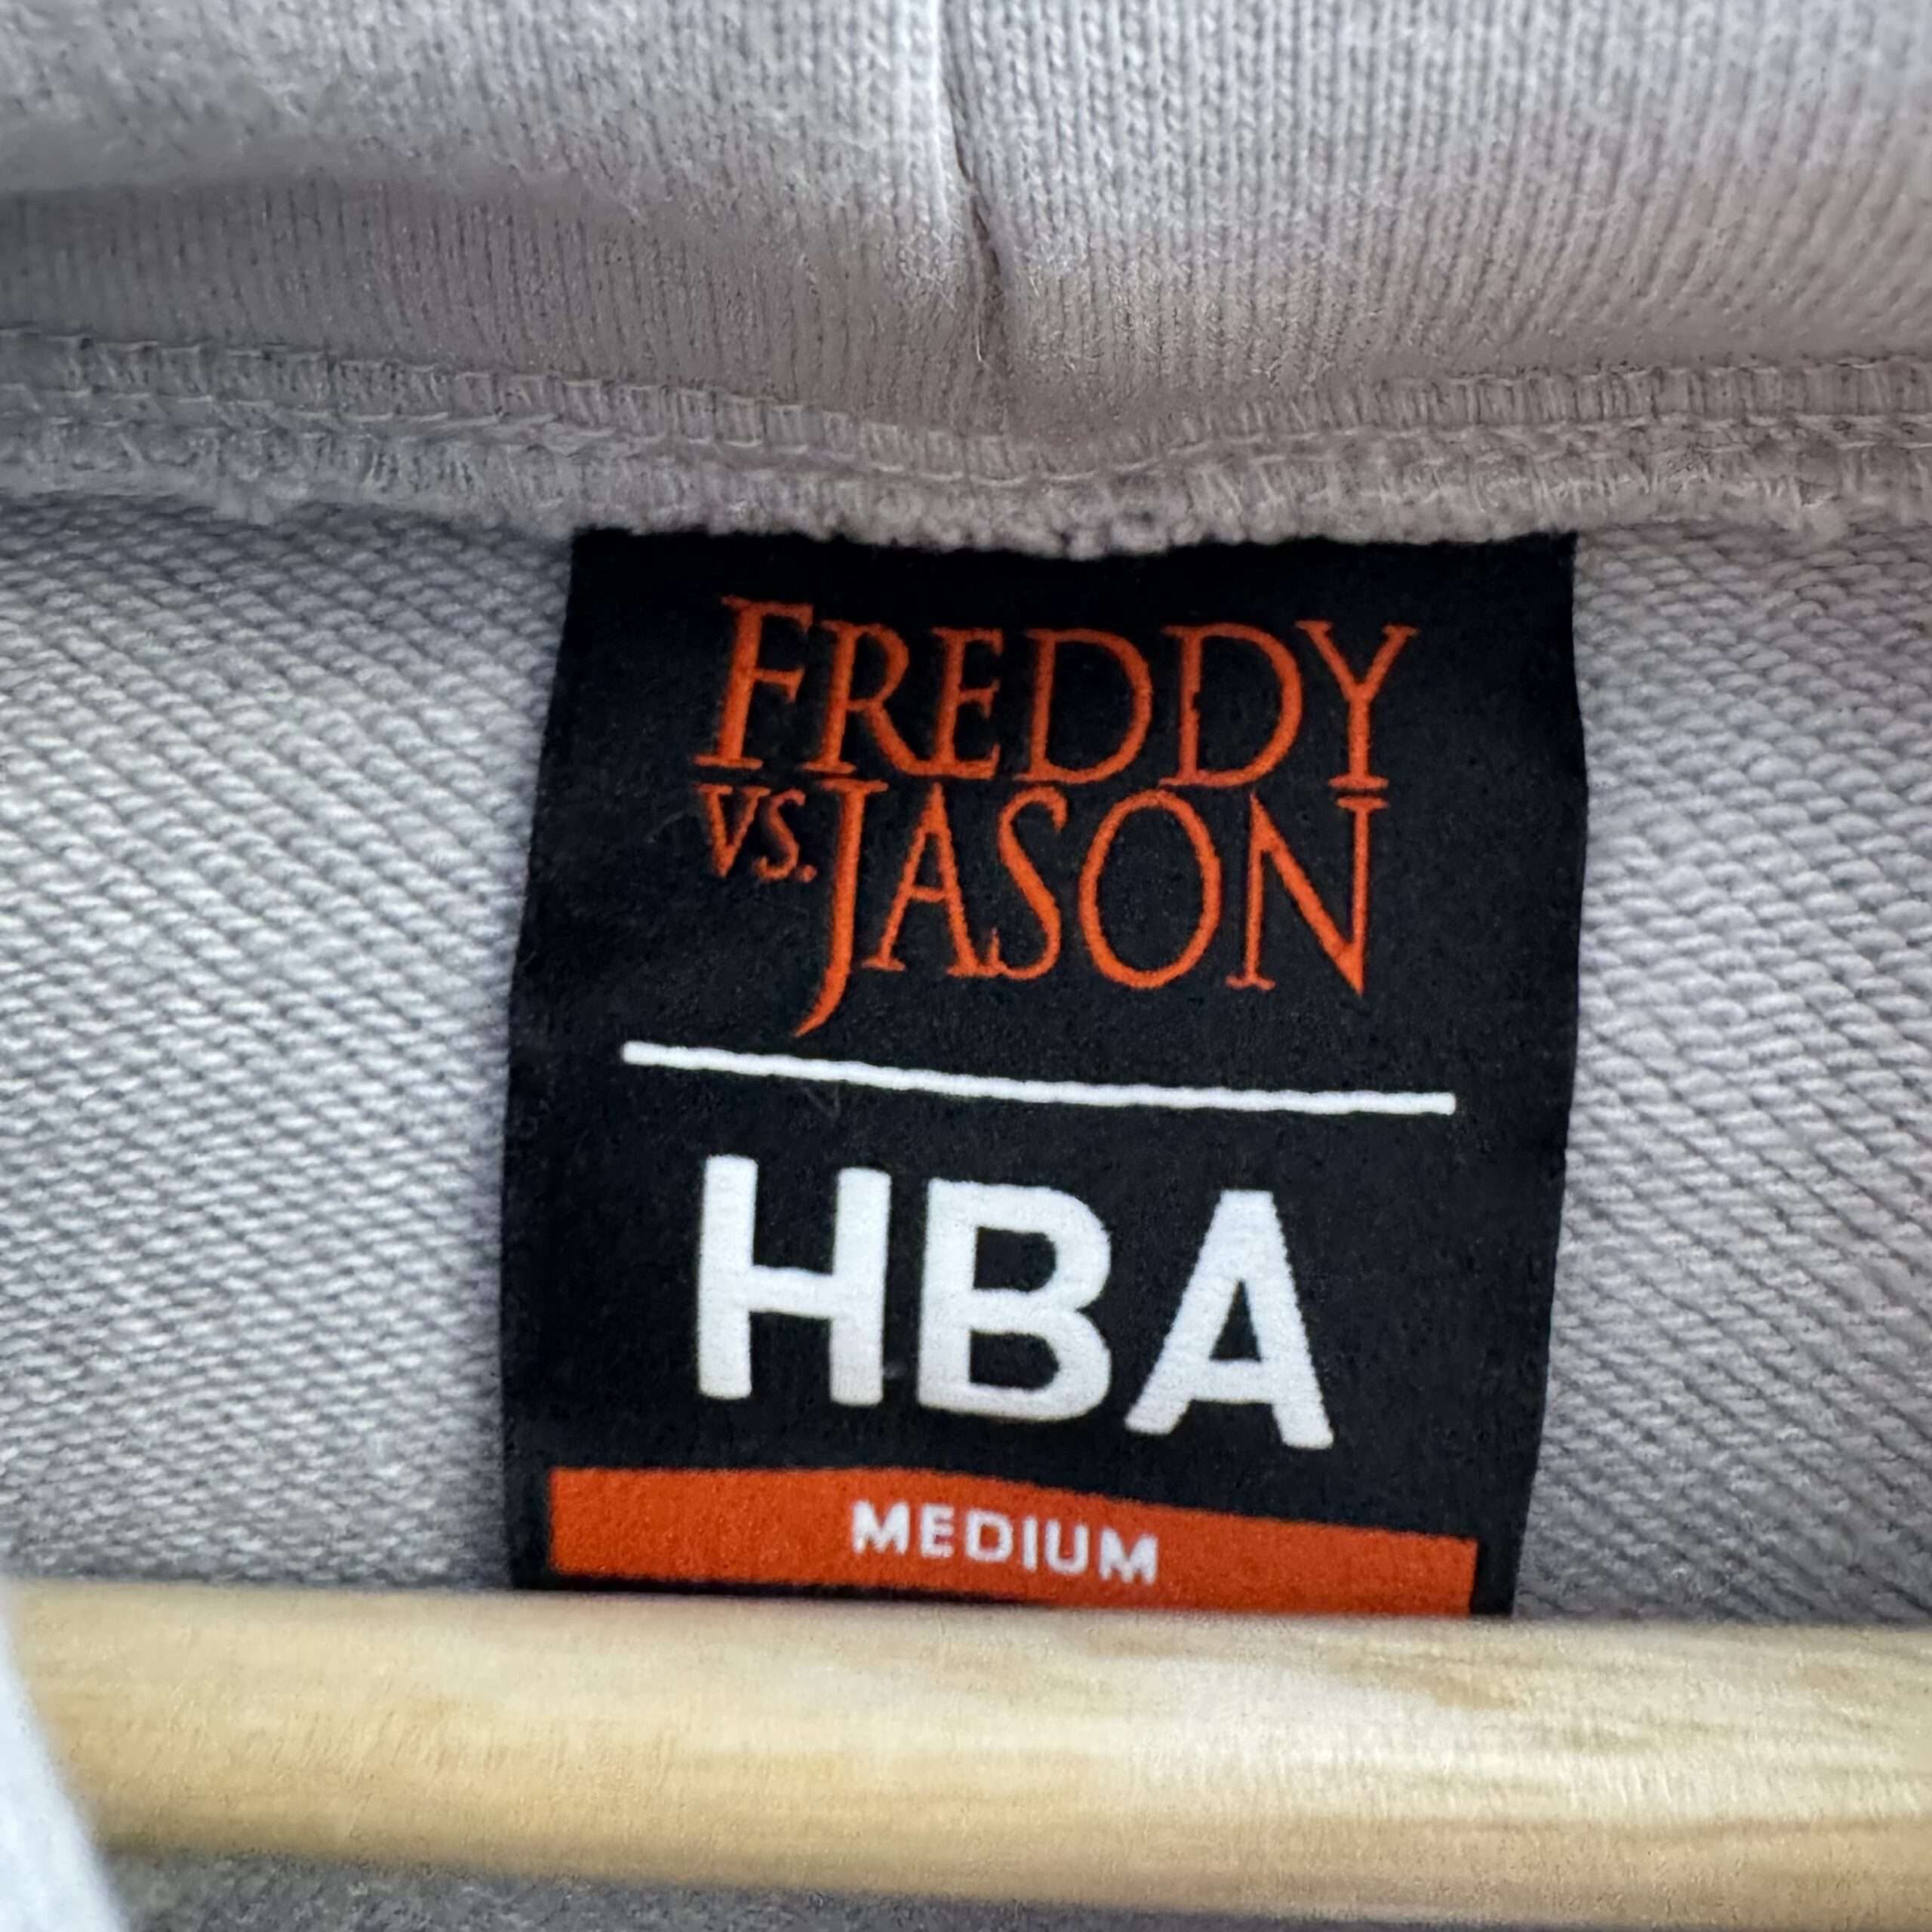 FREDDY
VS. JASON
HBA
MEDIUM